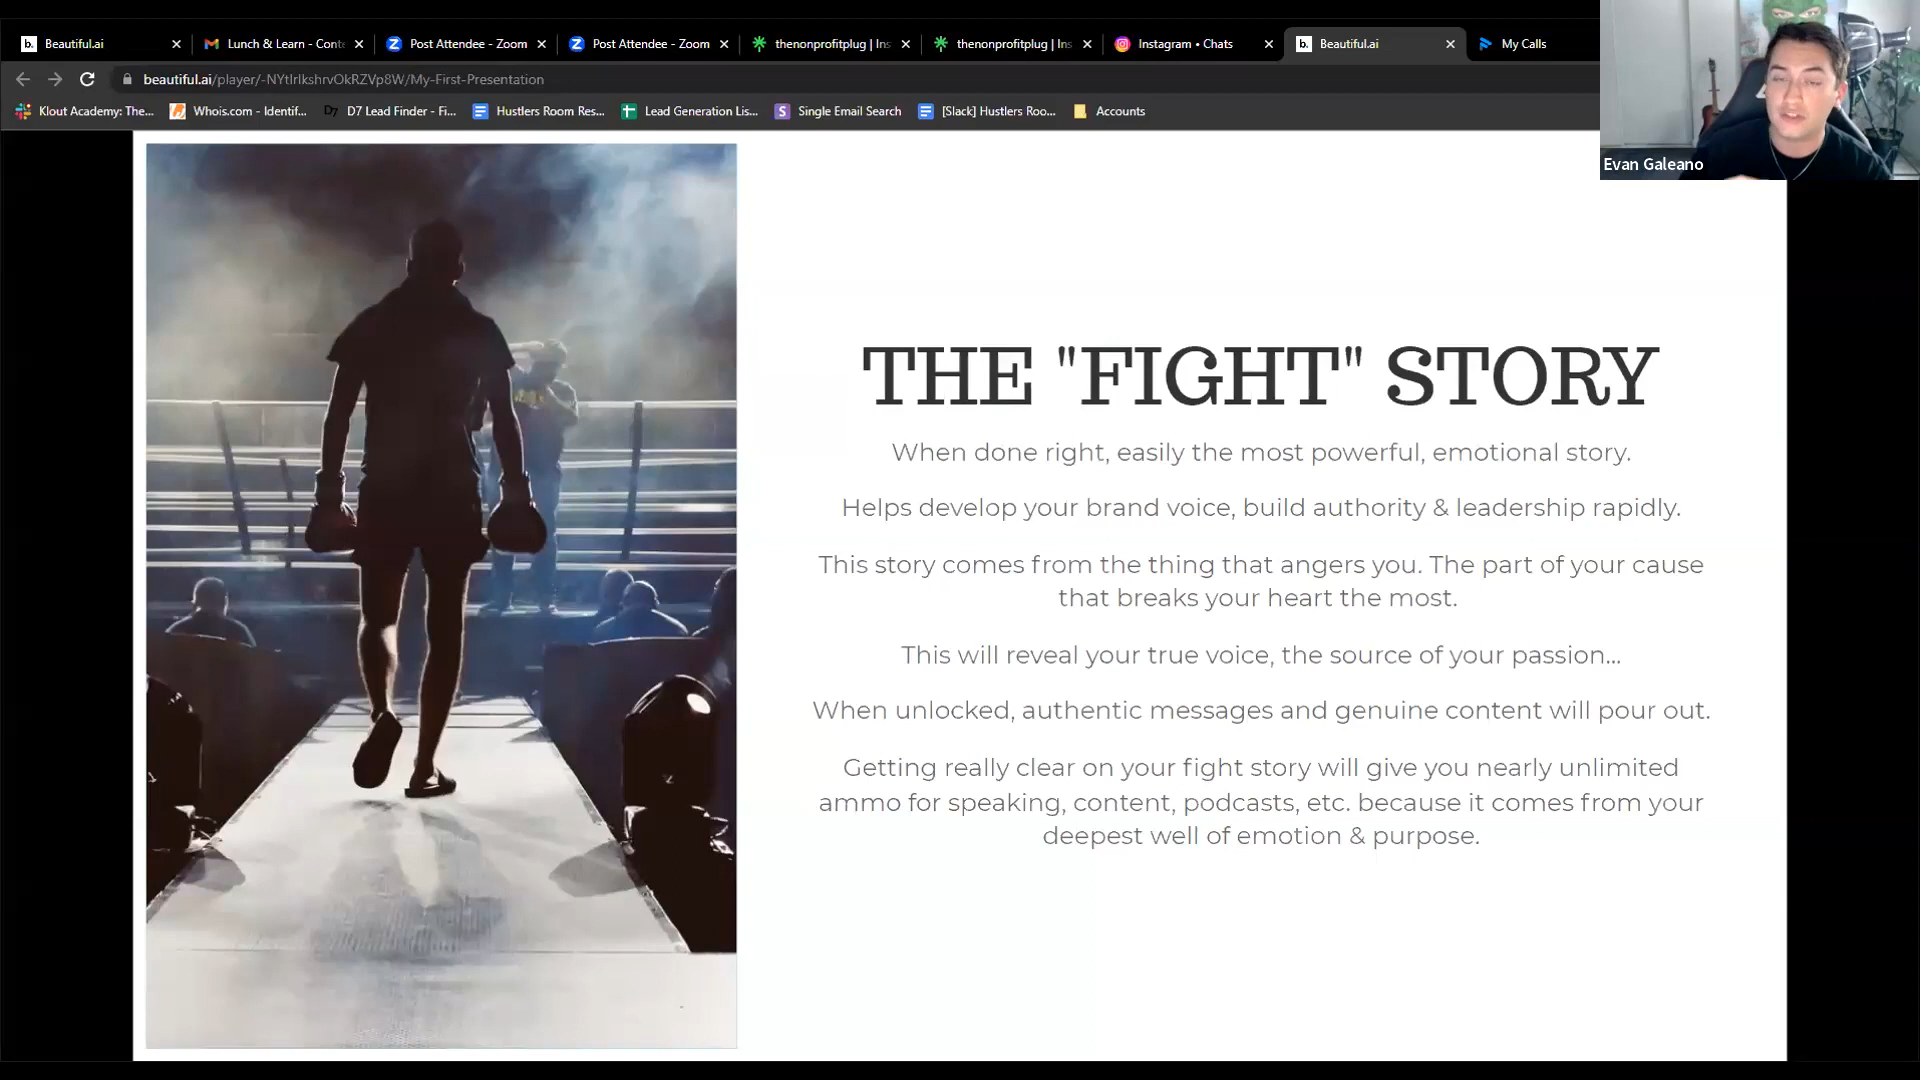 b. Beautiful.ai
Lunch & Learn - Conte
Z Post Attendee - Zoom
Z Post Attendee - Zoom
thenonprofitplug | Ins
thenonprofitplug | Ins
Instagram • Chats
b. Beautiful.ai
My Calls
beautiful.ai/player/-NYtIrIkshrvOkRZVp8W/My-First-Presentation
Klout Academy: The...
Whois.com - Identif...
D7 D7 Lead Finder - Fi...
Hustlers Room Res...
Lead Generation Lis...
S Single Email Search
[Slack] Hustlers Roo...
Accounts
Evan Galeano
THE "FIGHT" STORY
When done right, easily the most powerful, emotional story.
Helps develop your brand voice, build authority & leadership rapidly.
This story comes from the thing that angers you. The part of your cause
that breaks your heart the most.
This will reveal your true voice, the source of your passion...
When unlocked, authentic messages and genuine content will pour out.
Getting really clear on your fight story will give you nearly unlimited
ammo for speaking, content, podcasts, etc. because it comes from your
deepest well of emotion & purpose.